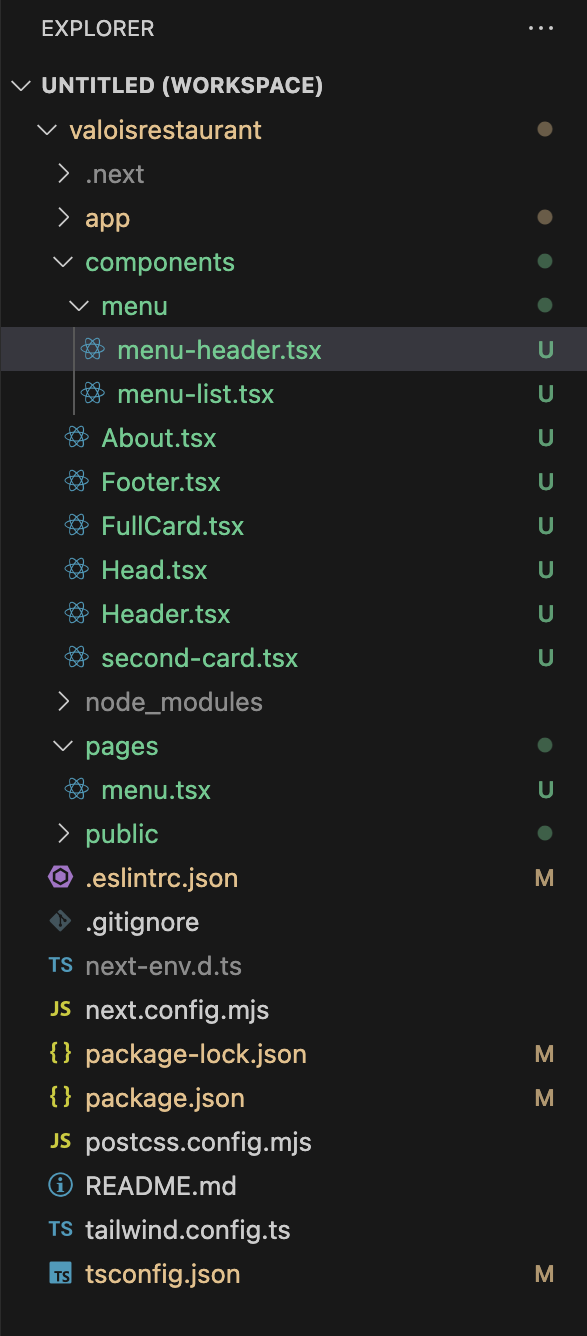 EXPLORER
UNTITLED (WORKSPACE)
valoisrestaurant
.next
app
components
menu
menu-header.tsx U
menu-list.tsx U
About.tsx U
Footer.tsx U
FullCard.tsx U
Head.tsx U
Header.tsx U
second-card.tsx U
node_modules
pages
menu.tsx U
public
.eslintrc.json M
.gitignore
TS next-env.d.ts
JS next.config.mjs
{ } package-lock.json M
{ } package.json M
JS postcss.config.mjs
README.md
TS tailwind.config.ts
TS tsconfig.json M